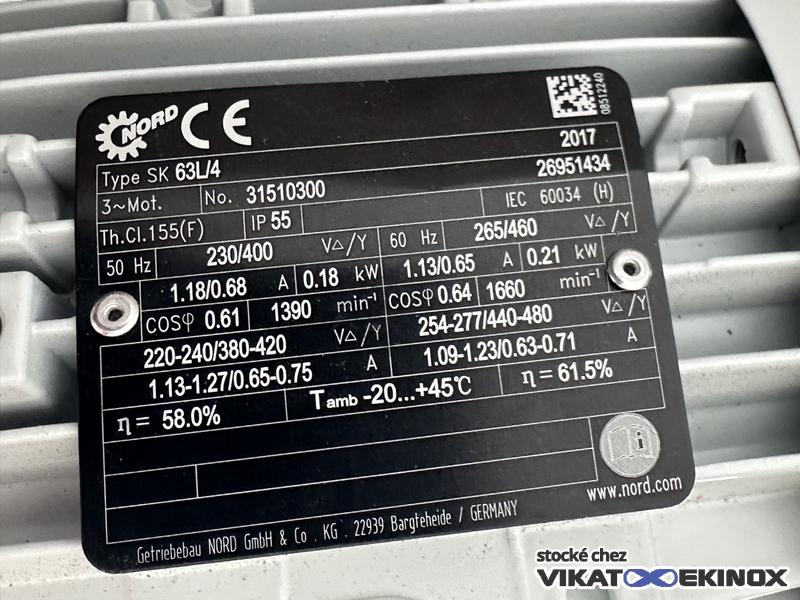 NORD CE
08512240
Type SK 63L/4 2017
3~Mot. No. 31510300 26951434
Th.Cl.155(F) IP 55 IEC 60034 (H)
50 Hz 230/400 V△/Y 60 Hz 265/460 V△/Y
1.18/0.68 A 0.18 kW 1.13/0.65 A 0.21 kW
COSφ 0.61 1390 min⁻¹ COSφ 0.64 1660 min⁻¹
220-240/380-420 V△/Y 254-277/440-480 V△/Y
1.13-1.27/0.65-0.75 A 1.09-1.23/0.63-0.71 A
η = 58.0% Tamb -20...+45℃ η = 61.5%
i
www.nord.com
Getriebebau NORD GmbH & Co . KG . 22939 Bargteheide / GERMANY
stocké chez
VIKATEKINOX